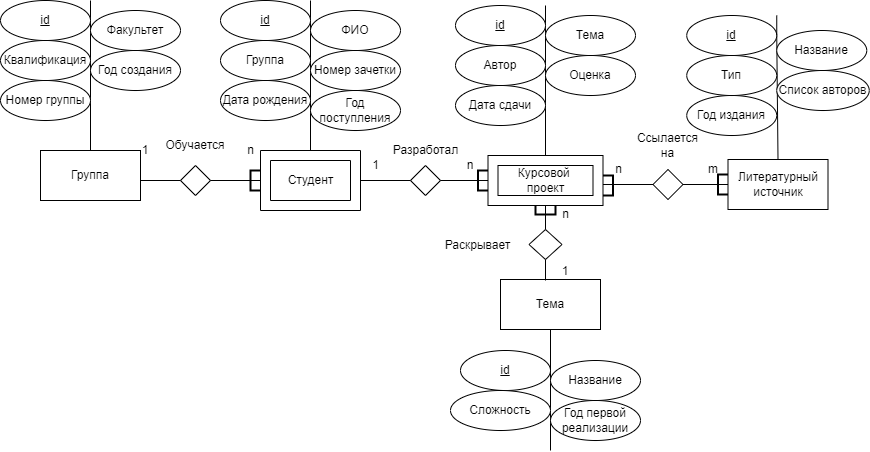 id
Факультет
Квалификация
Год создания
Номер группы
id
ФИО
Группа
Номер зачетки
Дата рождения
Год
поступления
id
Тема
Автор
Оценка
Дата сдачи
id
Название
Тип
Список авторов
Год издания
Группа
1
Обучается
n
Студент
1
Разработал
n
Курсовой
проект
n
Ссылается
на
m
Литературный
источник
n
Раскрывает
1
Тема
id
Название
Сложность
Год первой
реализации